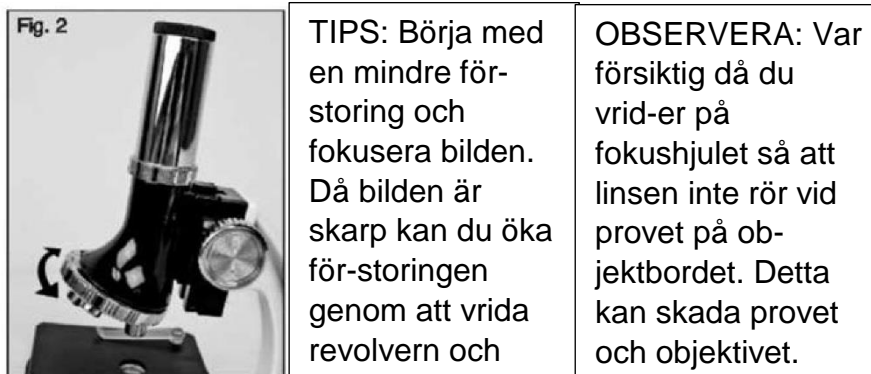 Fig. 2
TIPS: Börja med
en mindre för-
storing och
fokusera bilden.
Då bilden är
skarp kan du öka
för-storingen
genom att vrida
revolvern och
OBSERVERA: Var
försiktig då du
vrid-er på
fokushjulet så att
linsen inte rör vid
provet på ob-
jektbordet. Detta
kan skada provet
och objektivet.